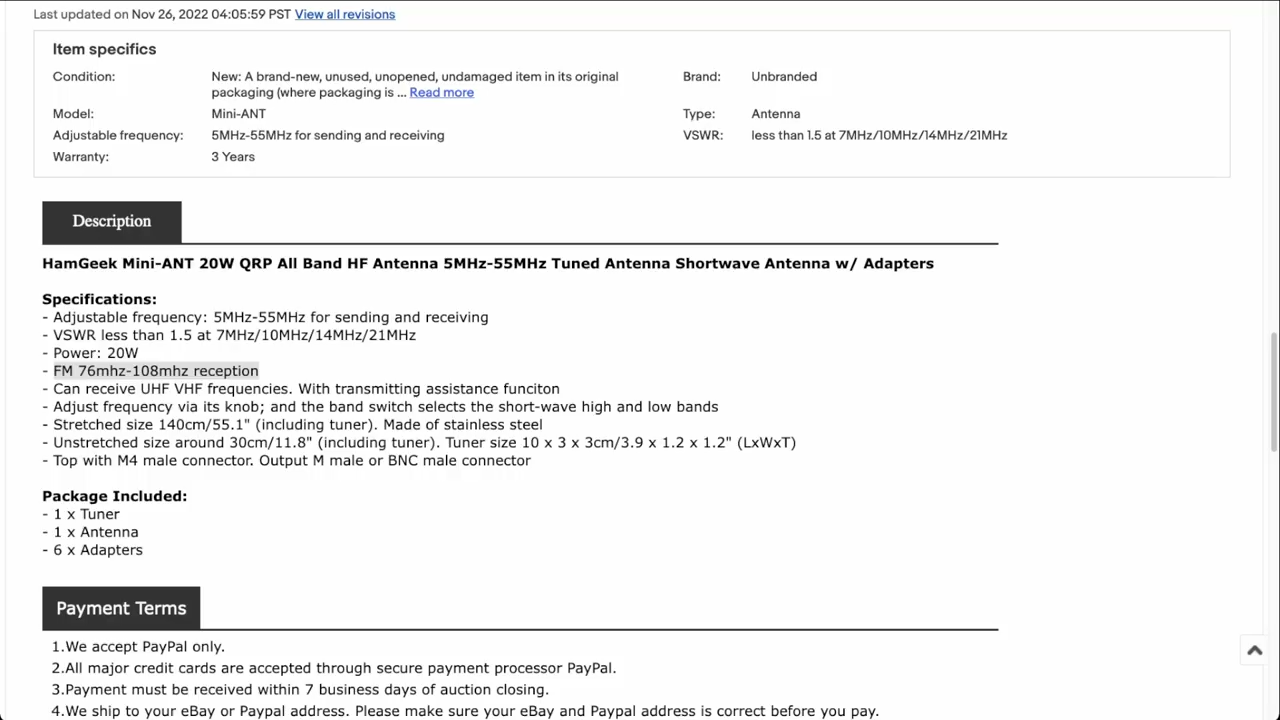 Last updated on Nov 26, 2022 04:05:59 PST View all revisions
Item specifics
Condition: New: A brand-new, unused, unopened, undamaged item in its original Brand: Unbranded
packaging (where packaging is ... Read more
Model: Mini-ANT Type: Antenna
Adjustable frequency: 5MHz-55MHz for sending and receiving VSWR: less than 1.5 at 7MHz/10MHz/14MHz/21MHz
Warranty: 3 Years
Description
HamGeek Mini-ANT 20W QRP All Band HF Antenna 5MHz-55MHz Tuned Antenna Shortwave Antenna w/ Adapters
Specifications:
- Adjustable frequency: 5MHz-55MHz for sending and receiving
- VSWR less than 1.5 at 7MHz/10MHz/14MHz/21MHz
- Power: 20W
- FM 76mhz-108mhz reception
- Can receive UHF VHF frequencies. With transmitting assistance funciton
- Adjust frequency via its knob; and the band switch selects the short-wave high and low bands
- Stretched size 140cm/55.1" (including tuner). Made of stainless steel
- Unstretched size around 30cm/11.8" (including tuner). Tuner size 10 x 3 x 3cm/3.9 x 1.2 x 1.2" (LxWxT)
- Top with M4 male connector. Output M male or BNC male connector
Package Included:
- 1 x Tuner
- 1 x Antenna
- 6 x Adapters
Payment Terms
1.We accept PayPal only.
2.All major credit cards are accepted through secure payment processor PayPal.
3.Payment must be received within 7 business days of auction closing.
4.We ship to your eBay or Paypal address. Please make sure your eBay and Paypal address is correct before you pay.